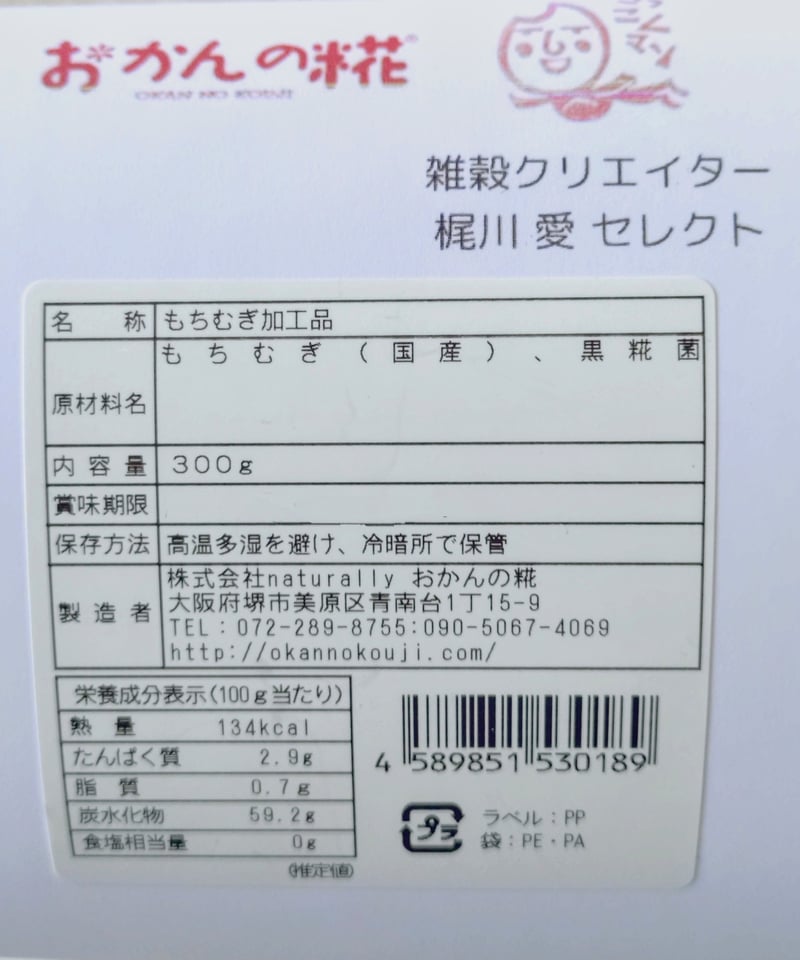 おかんの糀
OKAN NO KOUJI
雑穀クリエイター
梶川 愛 セレクト
名 称 もちむぎ加工品
原材料名 もちむぎ(国産)、黒糀菌
内容量 300g
賞味期限
保存方法 高温多湿を避け、冷暗所で保管
製造者 株式会社naturally おかんの糀
大阪府堺市美原区青南台1丁15-9
TEL:072-289-8755:090-5067-4069
http://okannokouji.com/
栄養成分表示(100g当たり)
熱量 134kcal
たんぱく質 2.9g
脂質 0.7g
炭水化物 59.2g
食塩相当量 0g
(推定値)
4 589851 530189
プラ
ラベル:PP
袋:PE・PA